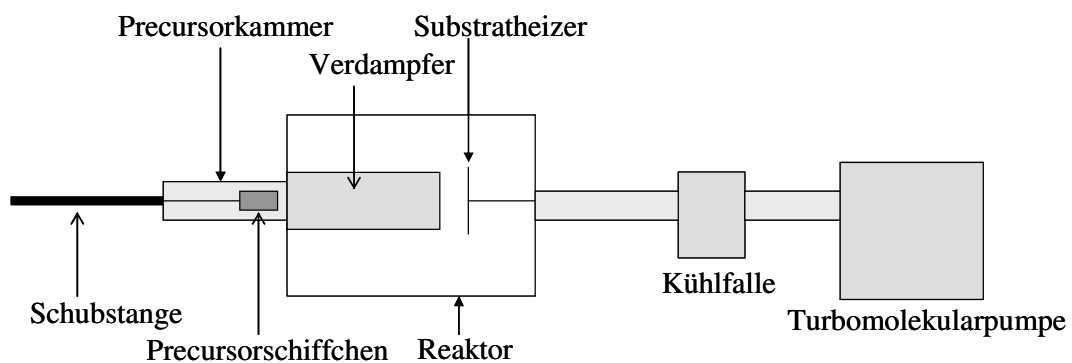 Precursorkammer
Substratheizer
Verdampfer
Kühlfalle
Schubstange
Turbomolekularpumpe
Precursorschiffchen
Reaktor